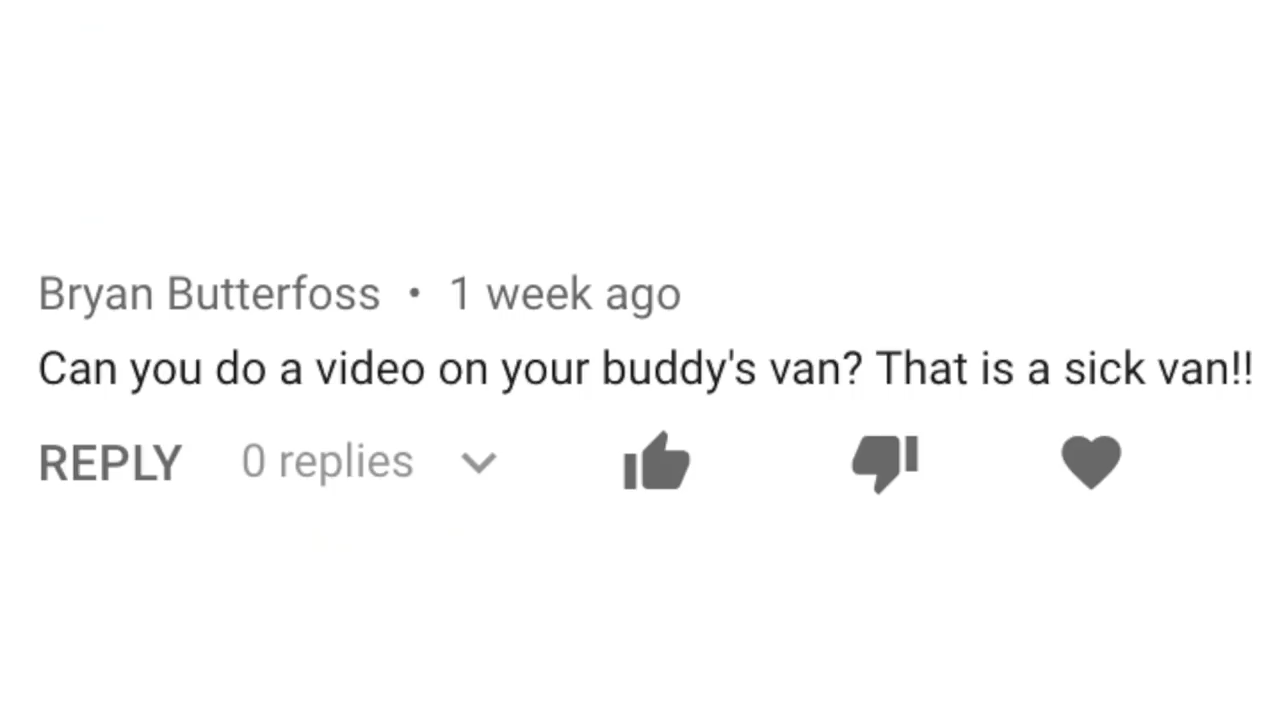 Bryan Butterfoss • 1 week ago
Can you do a video on your buddy's van? That is a sick van!!
REPLY 0 replies